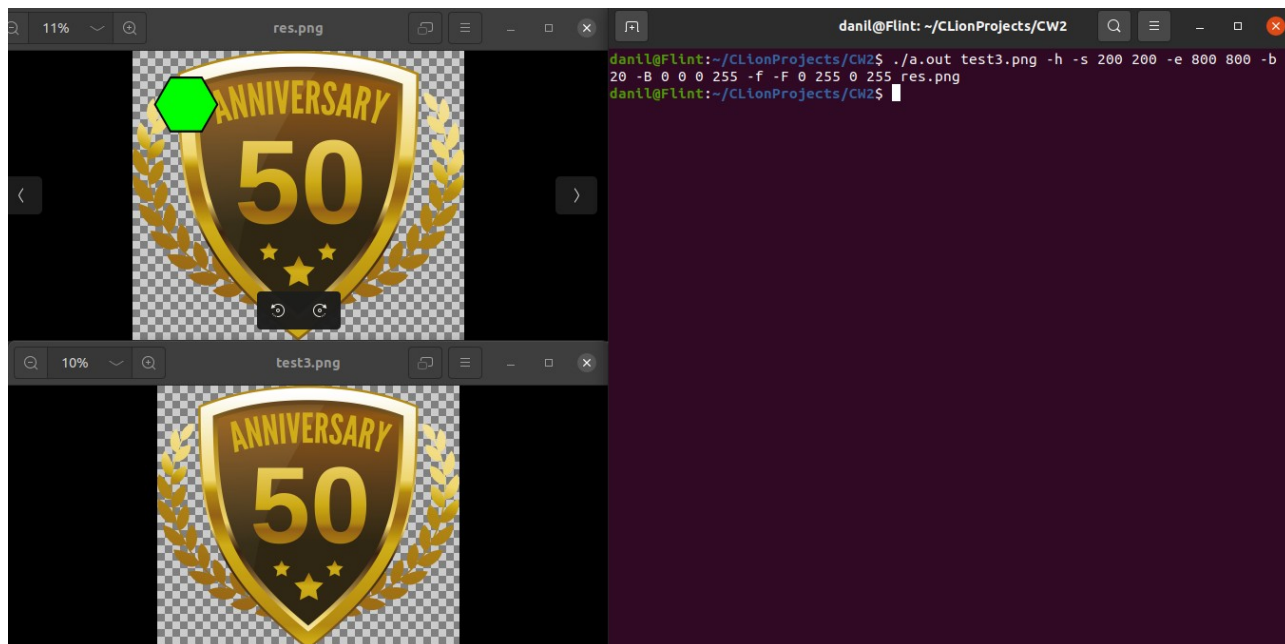 11%
res.png
ANNIVERSARY
50
10%
test3.png
ANNIVERSARY
50
danil@Flint: ~/CLionProjects/CW2
danil@Flint:~/CLionProjects/CW2$ ./a.out test3.png -h -s 200 200 -e 800 800 -b
20 -B 0 0 0 255 -f -F 0 255 0 255 res.png
danil@Flint:~/CLionProjects/CW2$